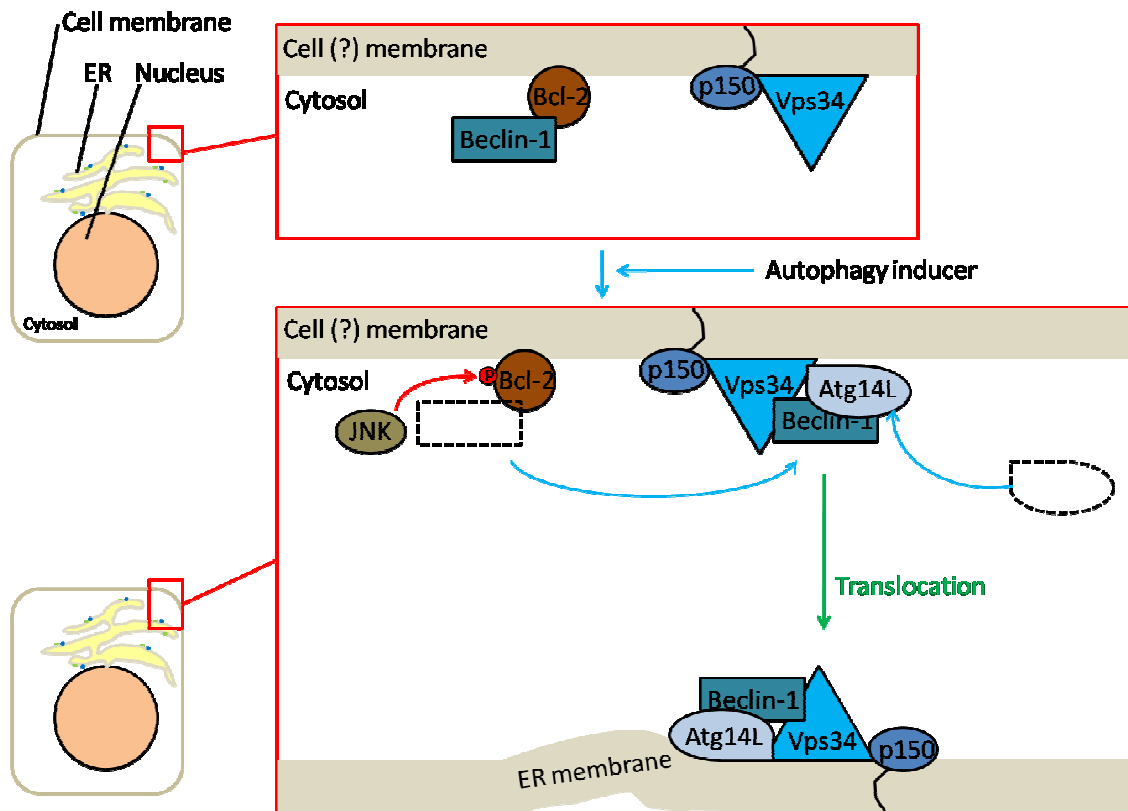 Cell membrane
ER
Nucleus
Cytosol
Cell (?) membrane
Cytosol
Bcl-2
Beclin-1
p150
Vps34
Autophagy inducer
Cell (?) membrane
Cytosol
P
Bcl-2
JNK
p150
Vps34
Atg14L
Beclin-1
Translocation
Beclin-1
Atg14L
Vps34
p150
ER membrane